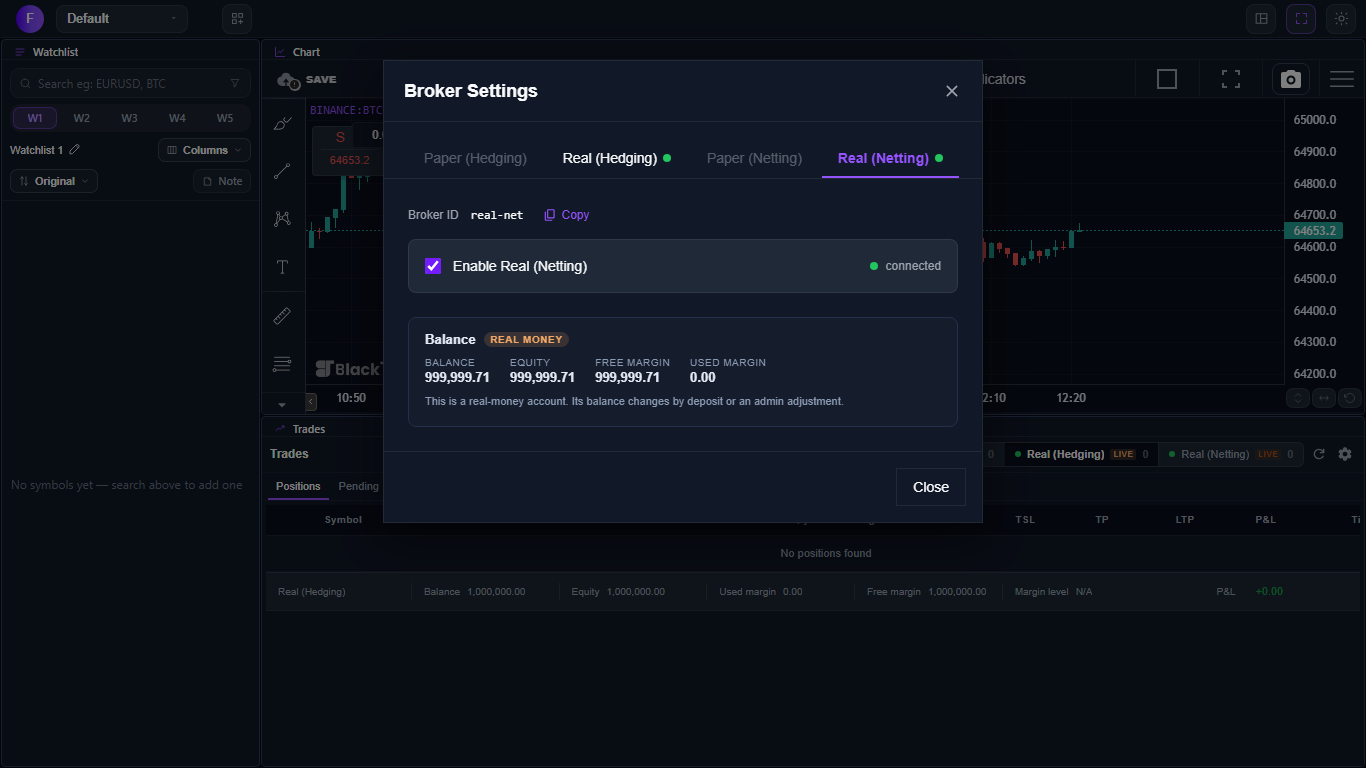 F Default
Watchlist
Chart
Search eg: EURUSD, BTC
SAVE
licators
W1 W2 W3 W4 W5
BINANCE:BTC
Watchlist 1 Columns
S 0.
64653.2
Original Note
65000.0
64900.0
64800.0
64700.0
64653.2
64600.0
64500.0
64400.0
64300.0
64200.0
Broker Settings
Paper (Hedging) Real (Hedging) Paper (Netting) Real (Netting)
Broker ID real-net Copy
Enable Real (Netting) connected
Balance REAL MONEY
BALANCE EQUITY FREE MARGIN USED MARGIN
999,999.71 999,999.71 999,999.71 0.00
This is a real-money account. Its balance changes by deposit or an admin adjustment.
Close
Black
10:50 2:10 12:20
No symbols yet — search above to add one
Trades
Trades 0 Real (Hedging) LIVE 0 Real (Netting) LIVE 0
Positions Pending
Symbol TSL TP LTP P&L Ti
No positions found
Real (Hedging) Balance 1,000,000.00 Equity 1,000,000.00 Used margin 0.00 Free margin 1,000,000.00 Margin level N/A P&L +0.00